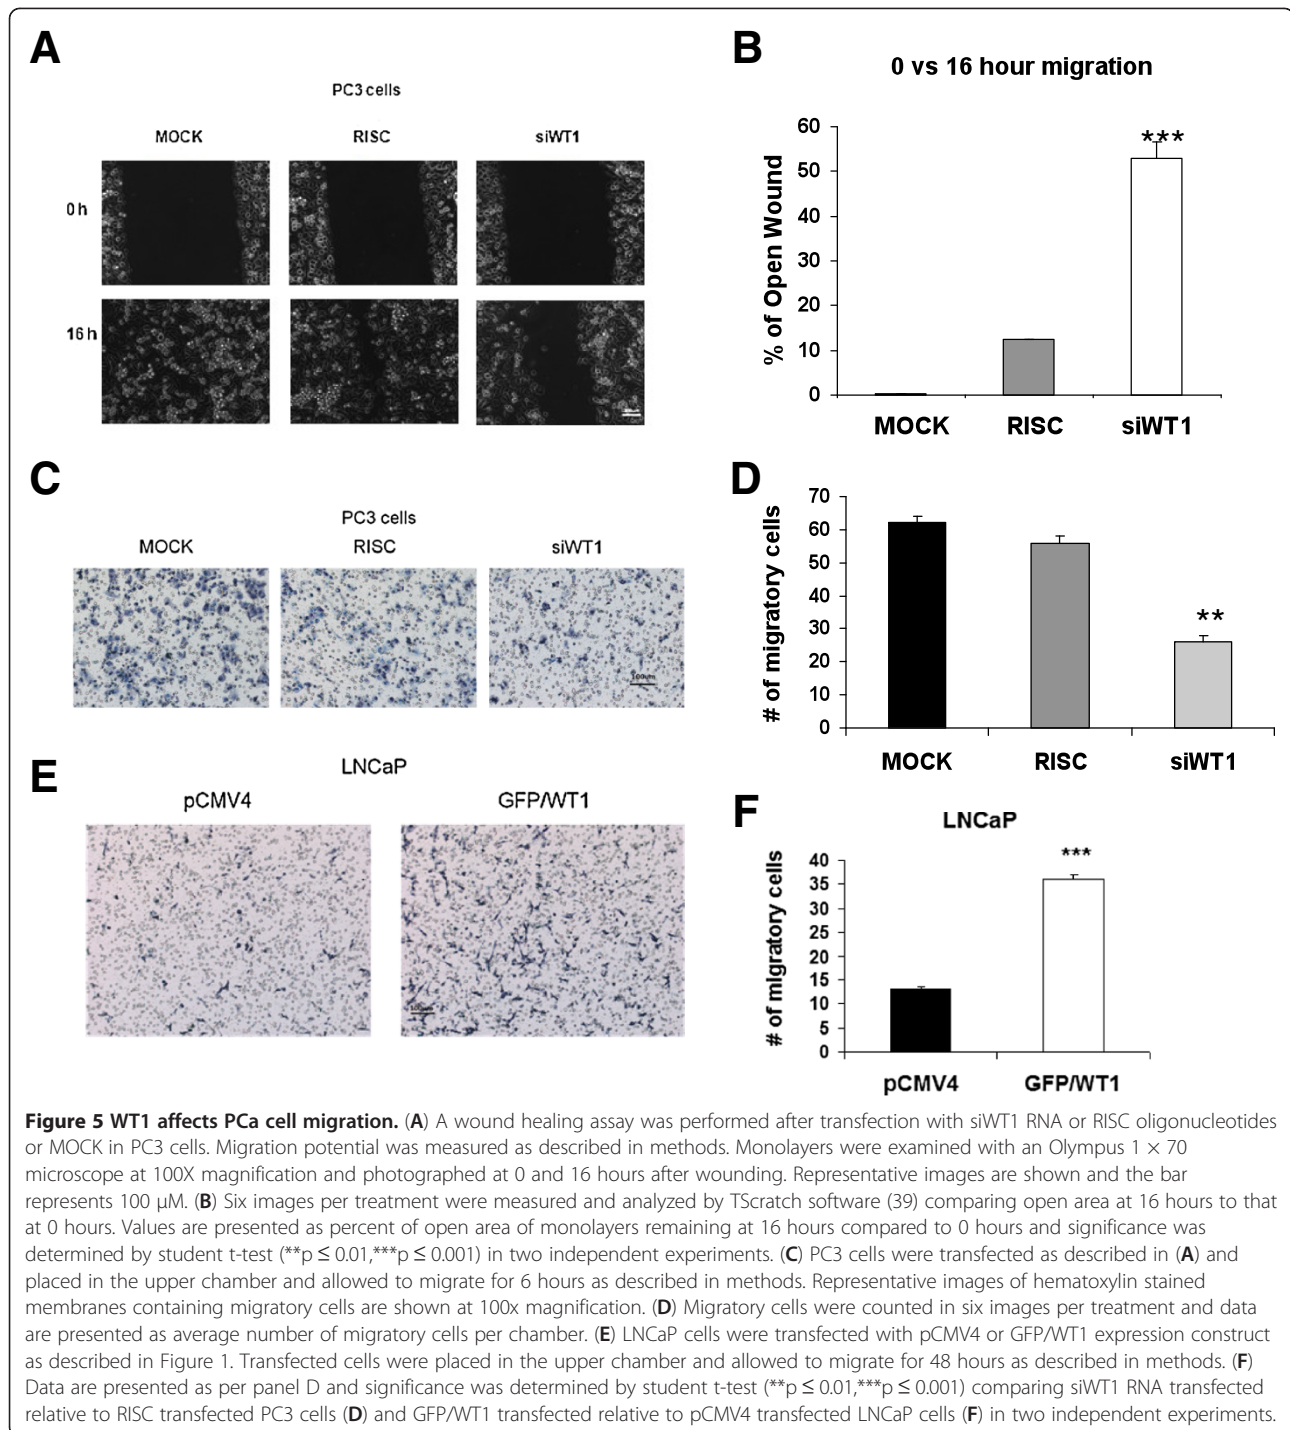 A
PC3 cells
MOCK RISC siWT1
0 h
16 h
B
0 vs 16 hour migration
% of Open Wound
60
50
40
30
20
10
0
***
MOCK RISC siWT1
C
PC3 cells
MOCK RISC siWT1
100um
D
# of migratory cells
70
60
50
40
30
20
10
0
**
MOCK RISC siWT1
E
LNCaP
pCMV4 GFP/WT1
F
LNCaP
# of migratory cells
40
35
30
25
20
15
10
5
0
***
pCMV4 GFP/WT1
Figure 5 WT1 affects PCa cell migration. (A) A wound healing assay was performed after transfection with siWT1 RNA or RISC oligonucleotides
or MOCK in PC3 cells. Migration potential was measured as described in methods. Monolayers were examined with an Olympus 1 × 70
microscope at 100X magnification and photographed at 0 and 16 hours after wounding. Representative images are shown and the bar
represents 100 μM. (B) Six images per treatment were measured and analyzed by TScratch software (39) comparing open area at 16 hours to that
at 0 hours. Values are presented as percent of open area of monolayers remaining at 16 hours compared to 0 hours and significance was
determined by student t-test (**p ≤ 0.01,***p ≤ 0.001) in two independent experiments. (C) PC3 cells were transfected as described in (A) and
placed in the upper chamber and allowed to migrate for 6 hours as described in methods. Representative images of hematoxylin stained
membranes containing migratory cells are shown at 100x magnification. (D) Migratory cells were counted in six images per treatment and data
are presented as average number of migratory cells per chamber. (E) LNCaP cells were transfected with pCMV4 or GFP/WT1 expression construct
as described in Figure 1. Transfected cells were placed in the upper chamber and allowed to migrate for 48 hours as described in methods. (F)
Data are presented as per panel D and significance was determined by student t-test (**p ≤ 0.01,***p ≤ 0.001) comparing siWT1 RNA transfected
relative to RISC transfected PC3 cells (D) and GFP/WT1 transfected relative to pCMV4 transfected LNCaP cells (F) in two independent experiments.